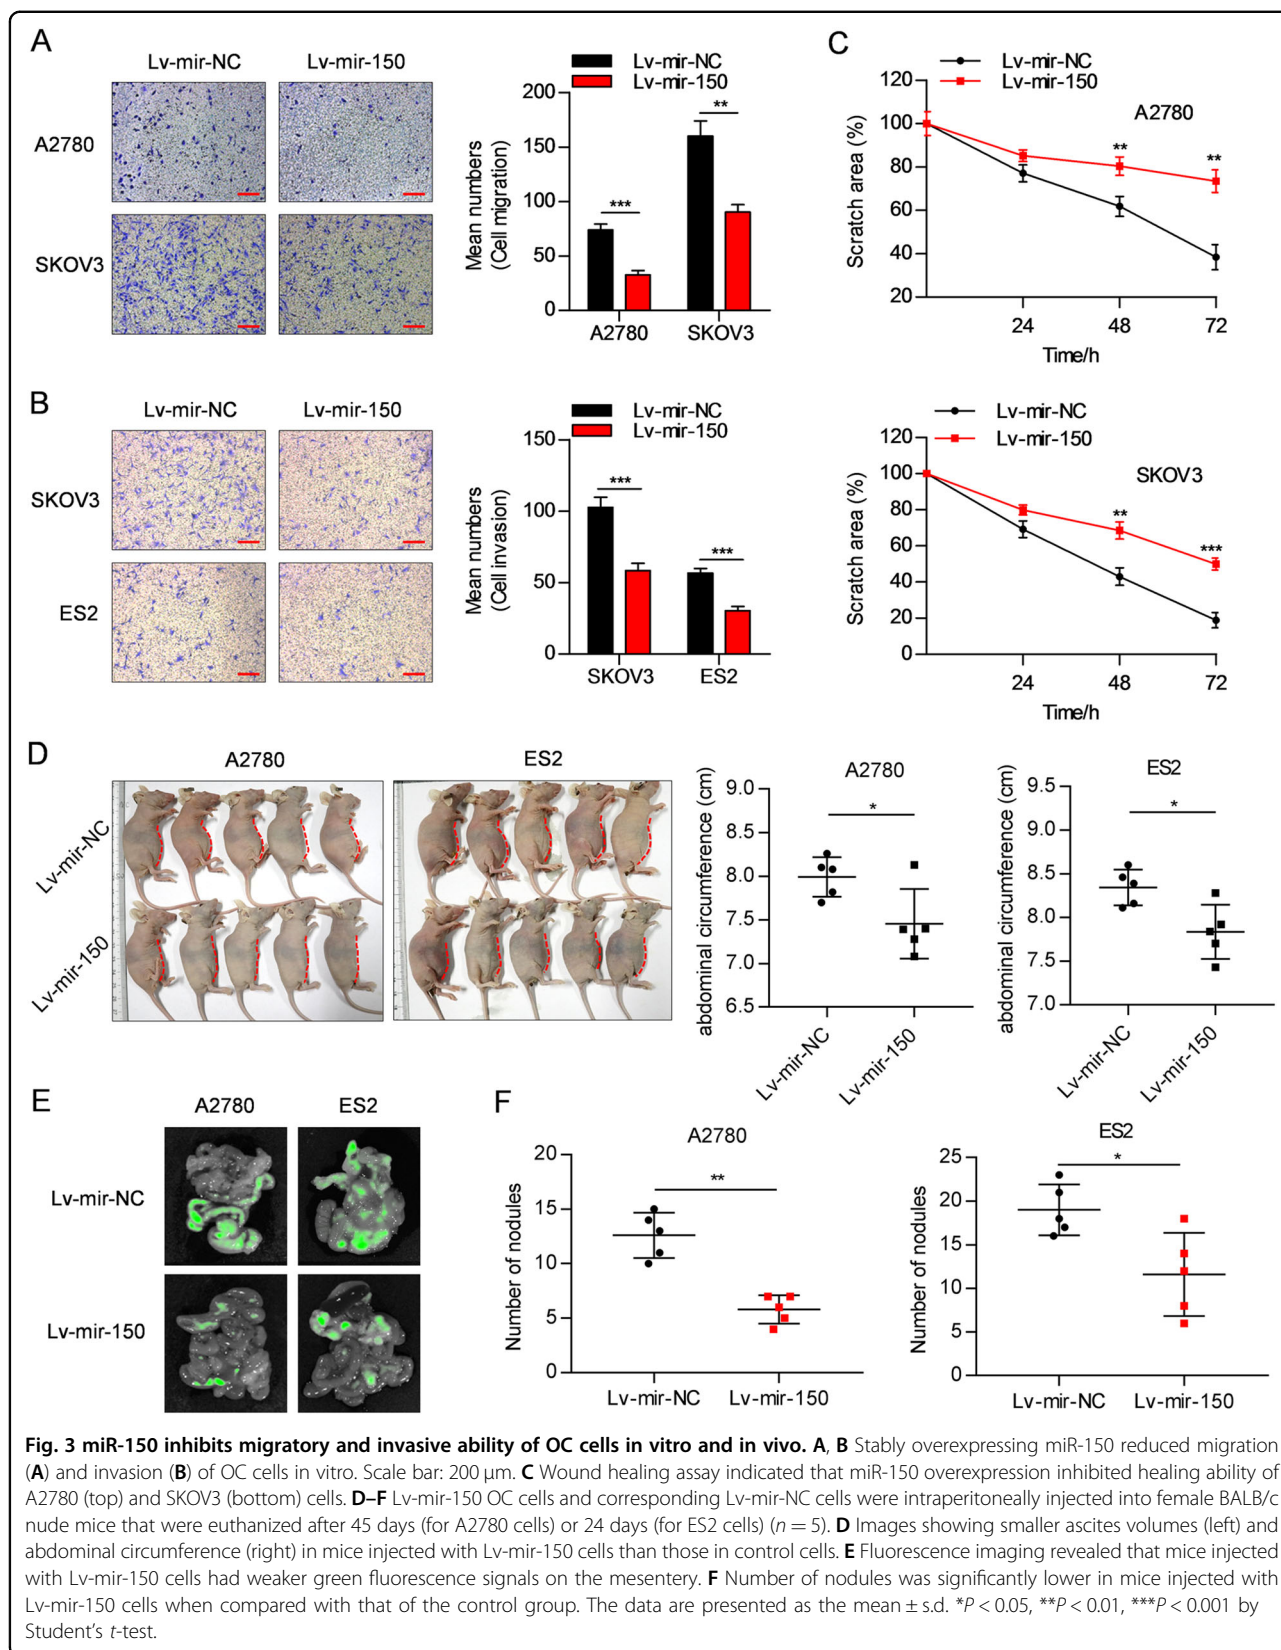 A
Lv-mir-NC Lv-mir-150
A2780
SKOV3
Lv-mir-NC
Lv-mir-150
Mean numbers
(Cell migration)
200
150
100
50
0
***
**
A2780 SKOV3
C
Lv-mir-NC
Lv-mir-150
A2780
Scratch area (%)
120
100
80
60
40
20
**
**
24 48 72
Time/h
B
Lv-mir-NC Lv-mir-150
SKOV3
ES2
Lv-mir-NC
Lv-mir-150
Mean numbers
(Cell invasion)
150
100
50
0
***
***
SKOV3 ES2
Lv-mir-NC
Lv-mir-150
SKOV3
Scratch area (%)
120
100
80
60
40
20
0
**
***
24 48 72
Time/h
D
A2780 ES2
Lv-mir-NC
Lv-mir-150
A2780
abdominal circumference (cm)
9.0
8.5
8.0
7.5
7.0
6.5
*
Lv-mir-NC Lv-mir-150
ES2
abdominal circumference (cm)
9.5
9.0
8.5
8.0
7.5
7.0
*
Lv-mir-NC Lv-mir-150
E
A2780 ES2
Lv-mir-NC
Lv-mir-150
F
A2780
Number of nodules
20
15
10
5
0
**
Lv-mir-NC Lv-mir-150
ES2
Number of nodules
25
20
15
10
5
0
*
Lv-mir-NC Lv-mir-150
Fig. 3 miR-150 inhibits migratory and invasive ability of OC cells in vitro and in vivo. A, B Stably overexpressing miR-150 reduced migration
(A) and invasion (B) of OC cells in vitro. Scale bar: 200 μm. C Wound healing assay indicated that miR-150 overexpression inhibited healing ability of
A2780 (top) and SKOV3 (bottom) cells. D–F Lv-mir-150 OC cells and corresponding Lv-mir-NC cells were intraperitoneally injected into female BALB/c
nude mice that were euthanized after 45 days (for A2780 cells) or 24 days (for ES2 cells) (n = 5). D Images showing smaller ascites volumes (left) and
abdominal circumference (right) in mice injected with Lv-mir-150 cells than those in control cells. E Fluorescence imaging revealed that mice injected
with Lv-mir-150 cells had weaker green fluorescence signals on the mesentery. F Number of nodules was significantly lower in mice injected with
Lv-mir-150 cells when compared with that of the control group. The data are presented as the mean ± s.d. *P < 0.05, **P < 0.01, ***P < 0.001 by
Student's t-test.